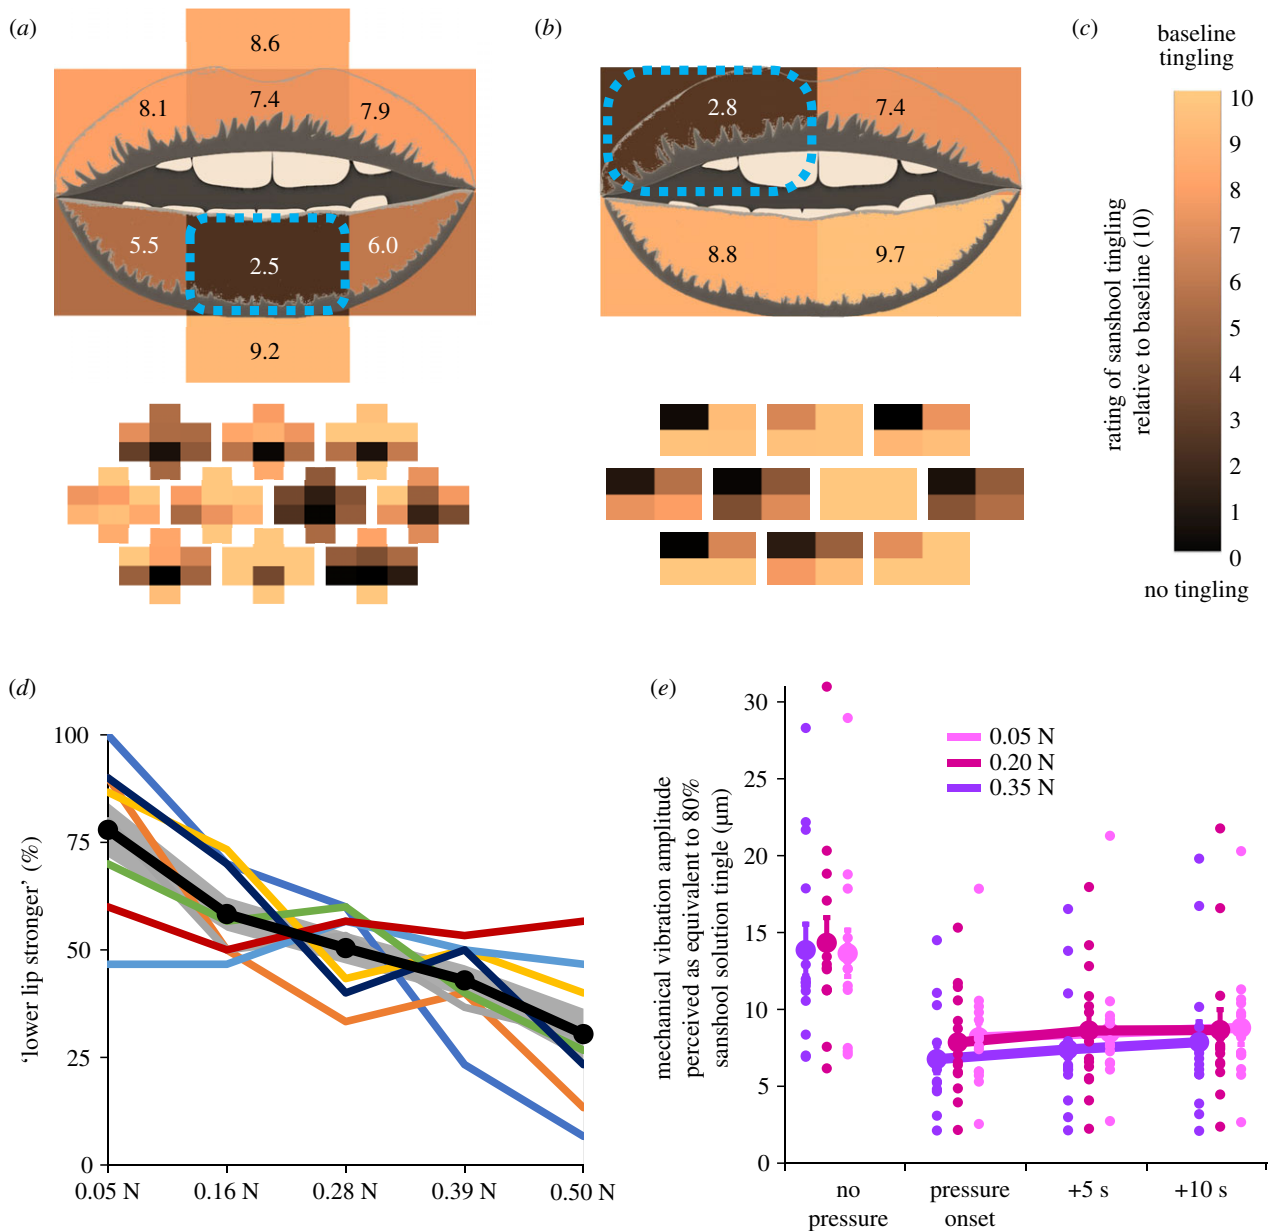 (a)
8.6
8.1
7.4
7.9
5.5
2.5
6.0
9.2
(b)
2.8
7.4
8.8
9.7
(c)
baseline
tingling
rating of sanshool tingling
relative to baseline (10)
10
9
8
7
6
5
4
3
2
1
0
no tingling
(d)
'lower lip stronger' (%)
100
75
50
25
0
0.05 N
0.16 N
0.28 N
0.39 N
0.50 N
(e)
mechanical vibration amplitude
perceived as equivalent to 80%
sanshool solution tingle (µm)
30
25
20
15
10
5
0
0.05 N
0.20 N
0.35 N
no
pressure
pressure
onset
+5 s
+10 s